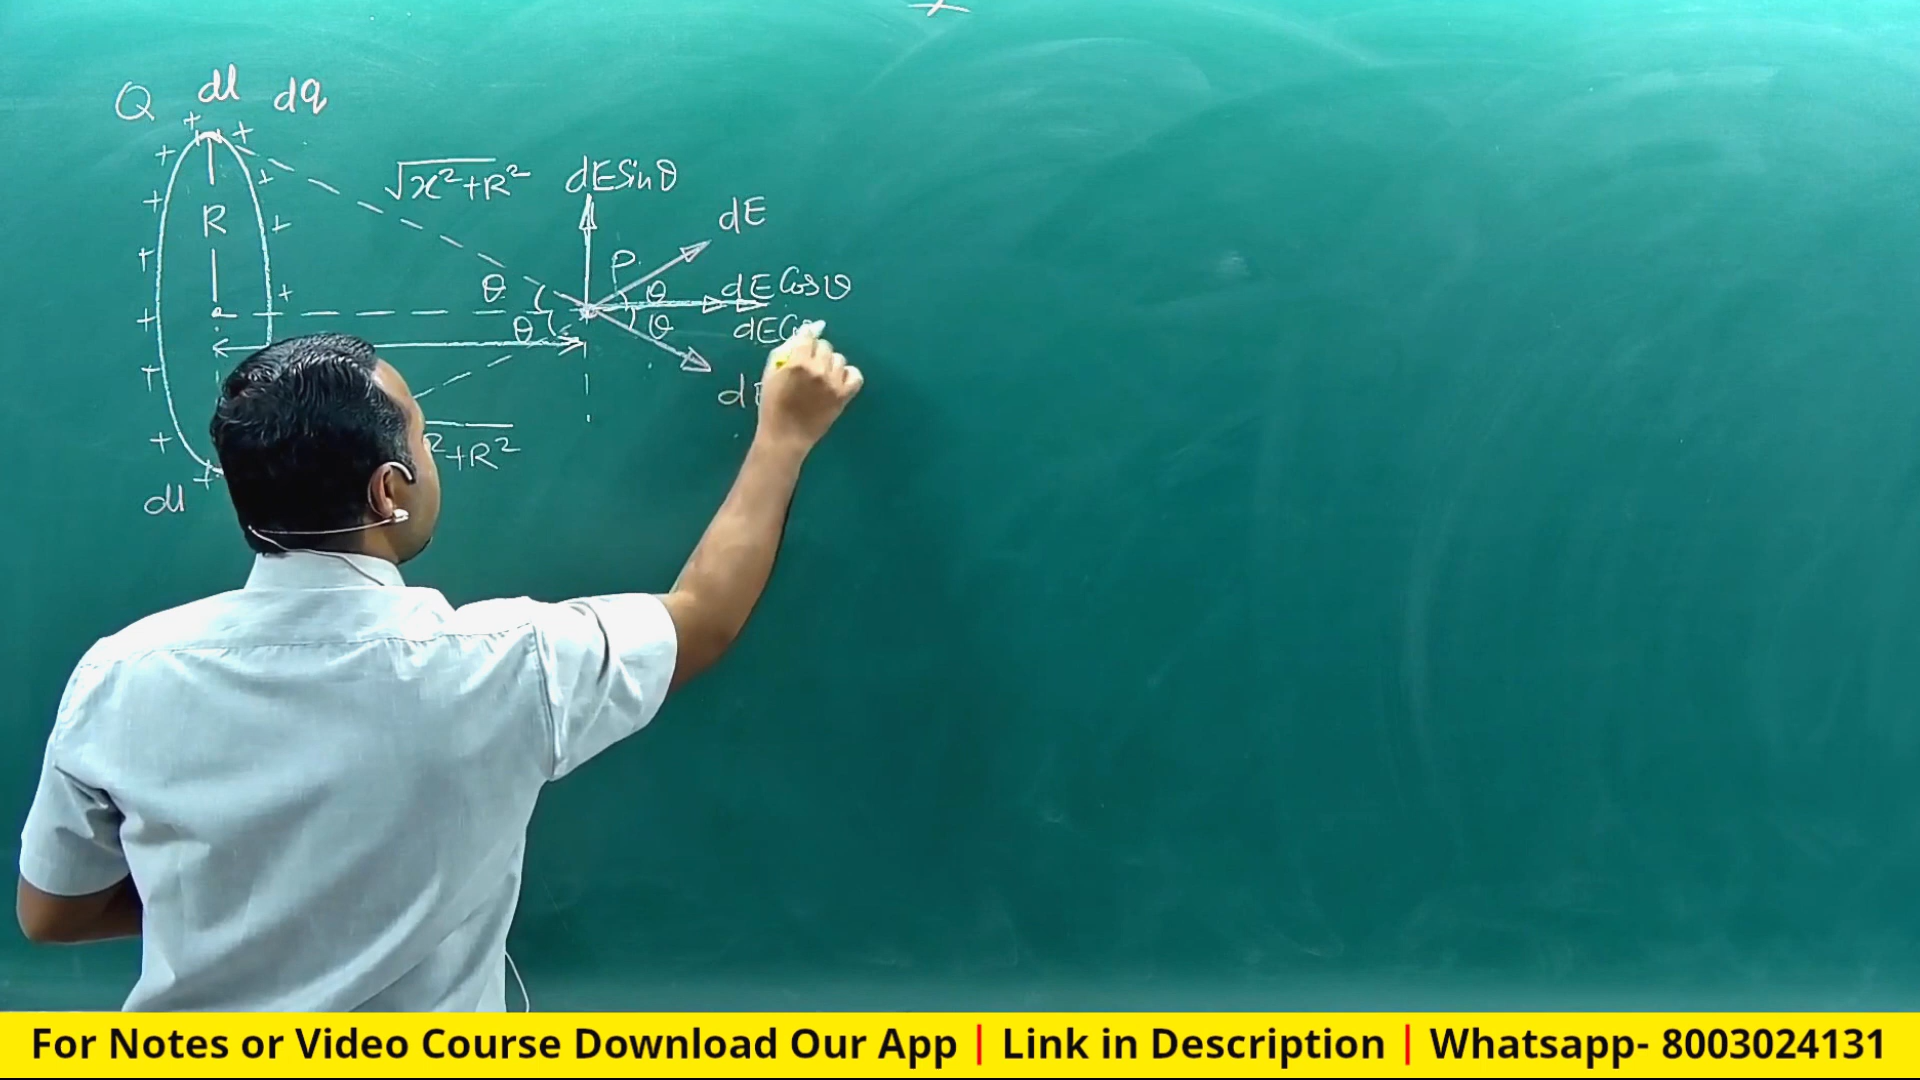 Q dl dq
√x²+R² dESinθ
R dE
P
θ θ dECosθ
θ θ dECo
d
²+R²
dl
For Notes or Video Course Download Our App | Link in Description | Whatsapp- 8003024131